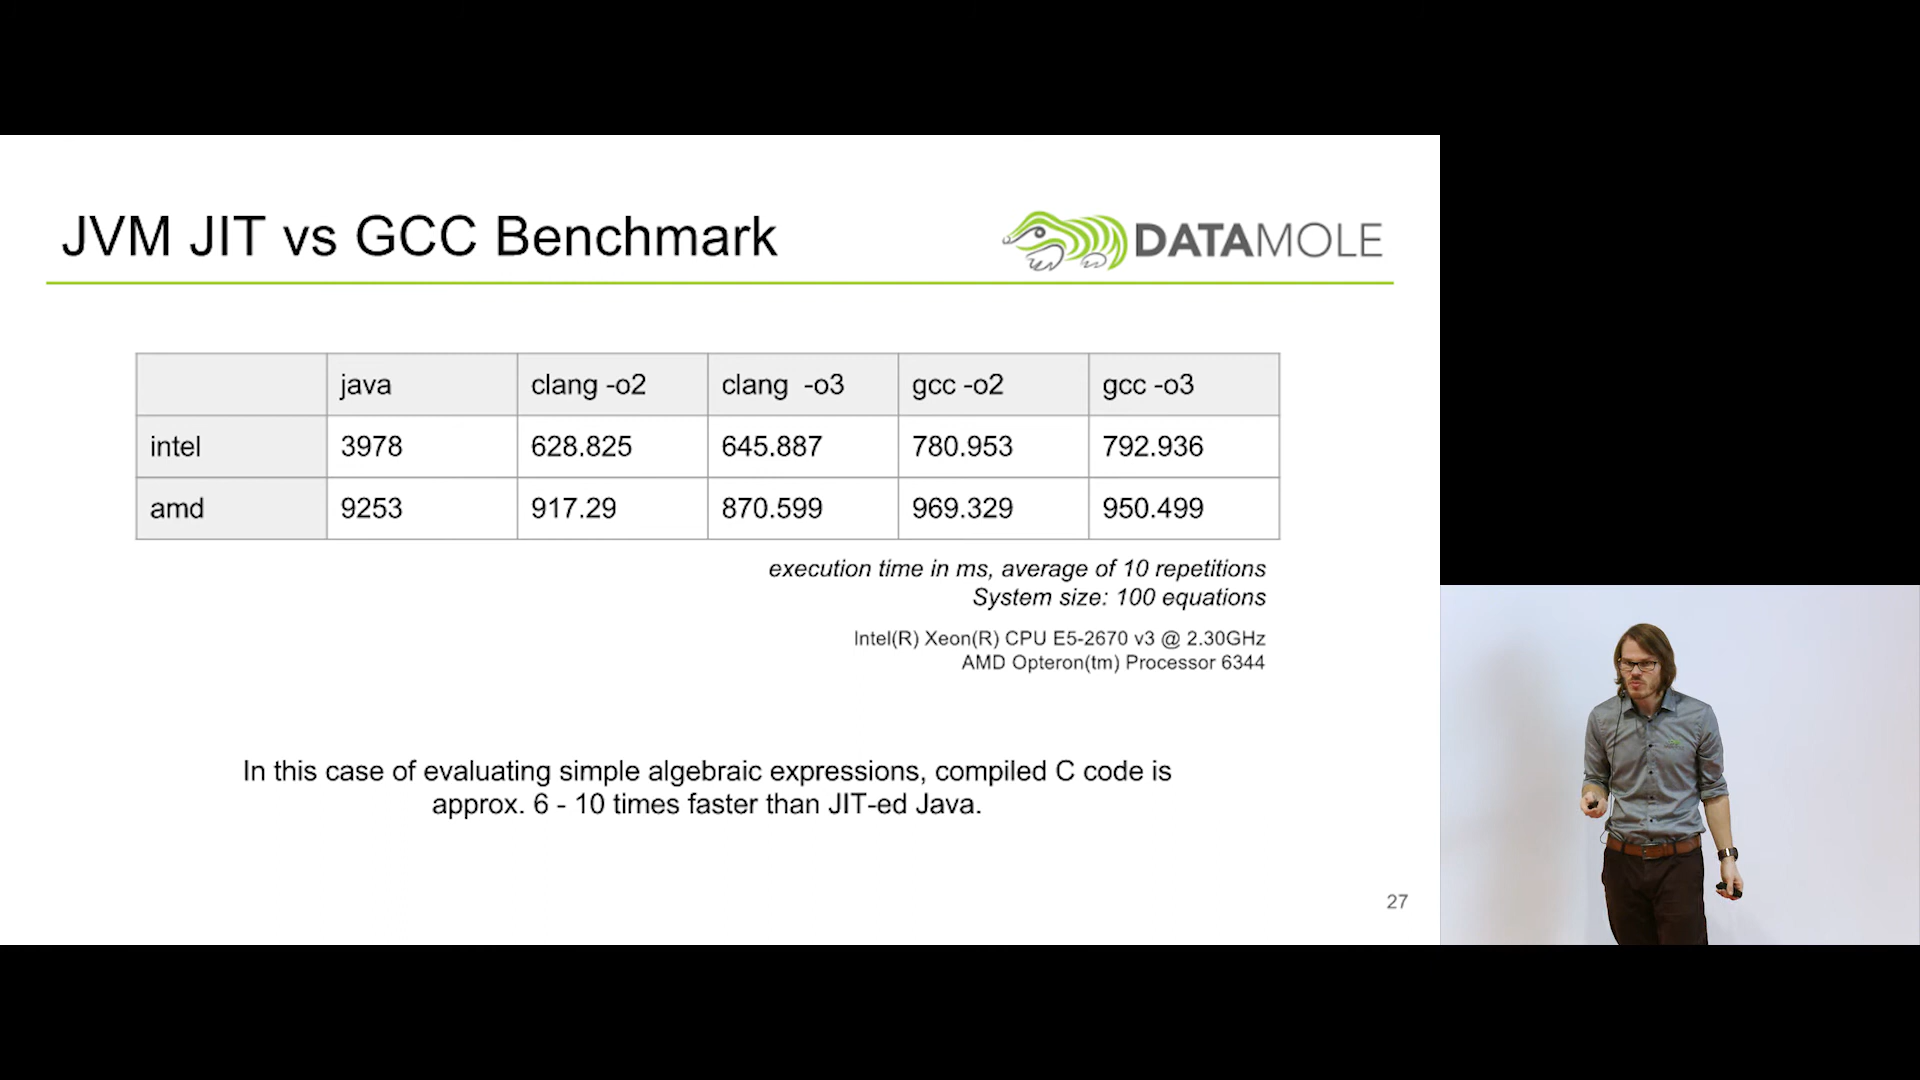 JVM JIT vs GCC Benchmark
DATAMOLE
java clang -o2 clang -o3 gcc -o2 gcc -o3
intel 3978 628.825 645.887 780.953 792.936
amd 9253 917.29 870.599 969.329 950.499
execution time in ms, average of 10 repetitions
System size: 100 equations
Intel(R) Xeon(R) CPU E5-2670 v3 @ 2.30GHz
AMD Opteron(tm) Processor 6344
In this case of evaluating simple algebraic expressions, compiled C code is
approx. 6 - 10 times faster than JIT-ed Java.
27